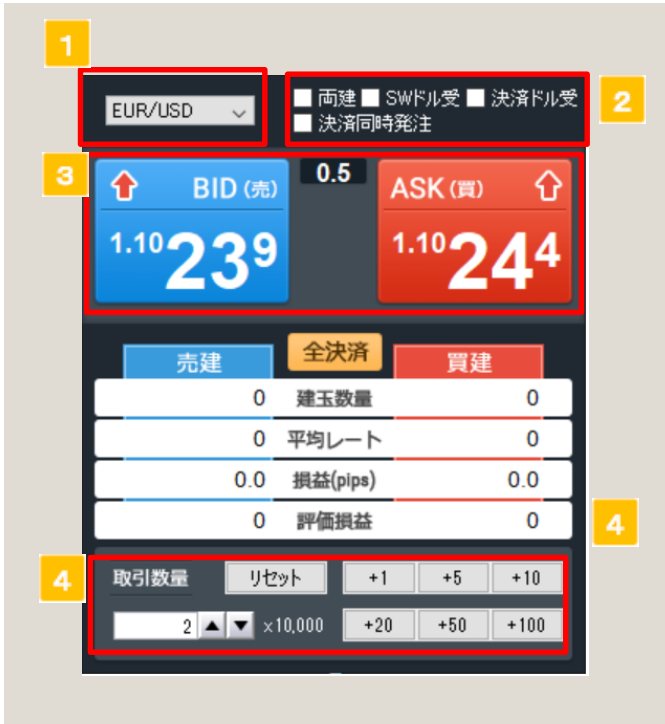 1
EUR/USD
両建 SWドル受 決済ドル受
決済同時発注
2
3
BID (売)
0.5
ASK (買)
1.10239
1.10244
売建
全決済
買建
0 建玉数量 0
0 平均レート 0
0.0 損益(pips) 0.0
0 評価損益 0
4
4
取引数量 リセット +1 +5 +10
2 ×10,000 +20 +50 +100